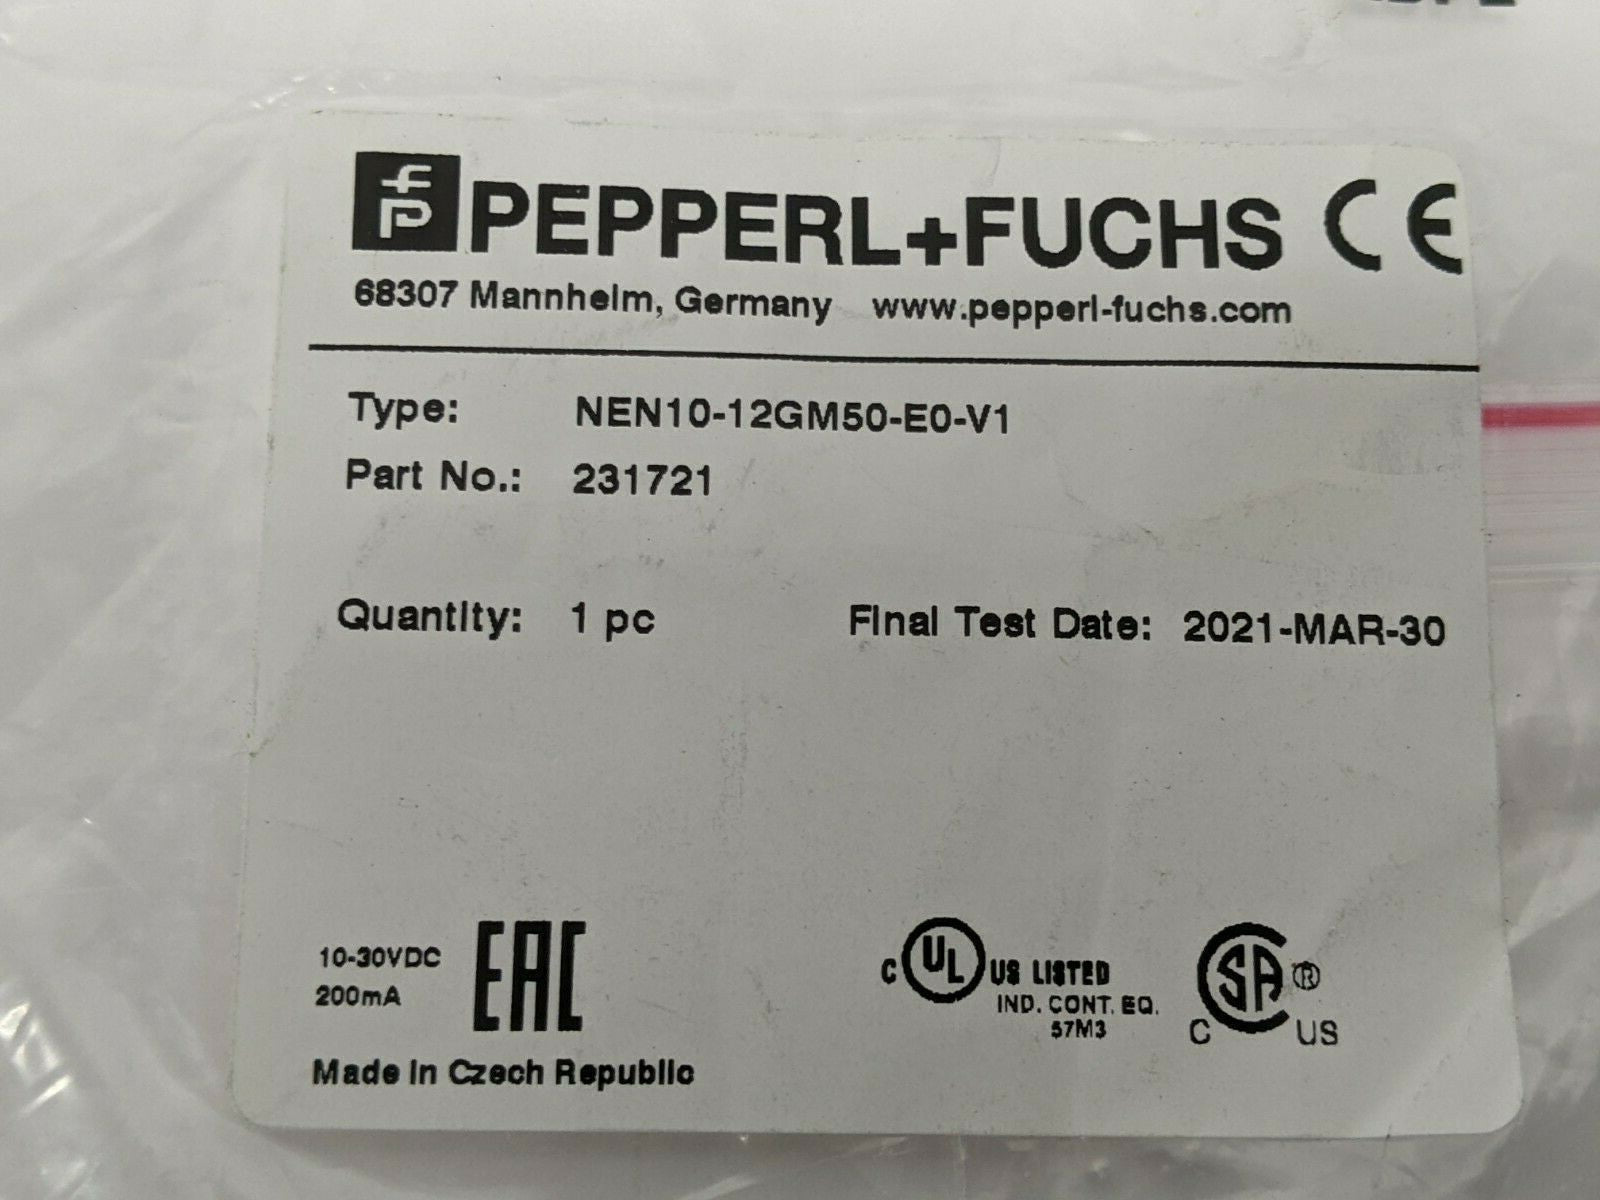 fp PEPPERL+FUCHS CE
68307 Mannheim, Germany www.pepperl-fuchs.com
Type: NEN10-12GM50-E0-V1
Part No.: 231721
Quantity: 1 pc Final Test Date: 2021-MAR-30
10-30VDC
200mA
EAC
C UL US LISTED
IND. CONT. EQ.
57M3
SA ®
C US
Made in Czech Republic